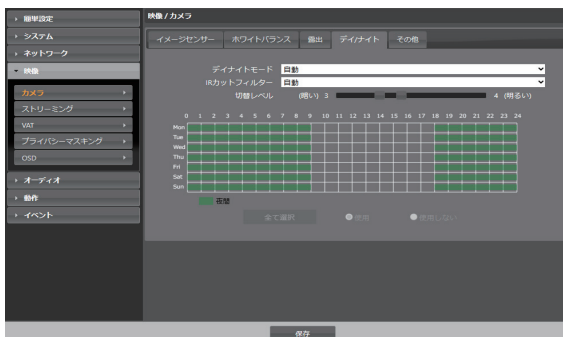 簡単設定
システム
ネットワーク
映像
カメラ
ストリーミング
VAT
プライバシーマスキング
OSD
オーディオ
動作
イベント
映像 / カメラ
イメージセンサー ホワイトバランス 露出 デイ/ナイト その他
デイナイトモード 自動
IRカットフィルター 自動
切替レベル (暗い) 3 4 (明るい)
0 1 2 3 4 5 6 7 8 9 10 11 12 13 14 15 16 17 18 19 20 21 22 23 24
Mon
Tue
Wed
Thu
Fri
Sat
Sun
夜間
全て選択 使用 使用しない
保存